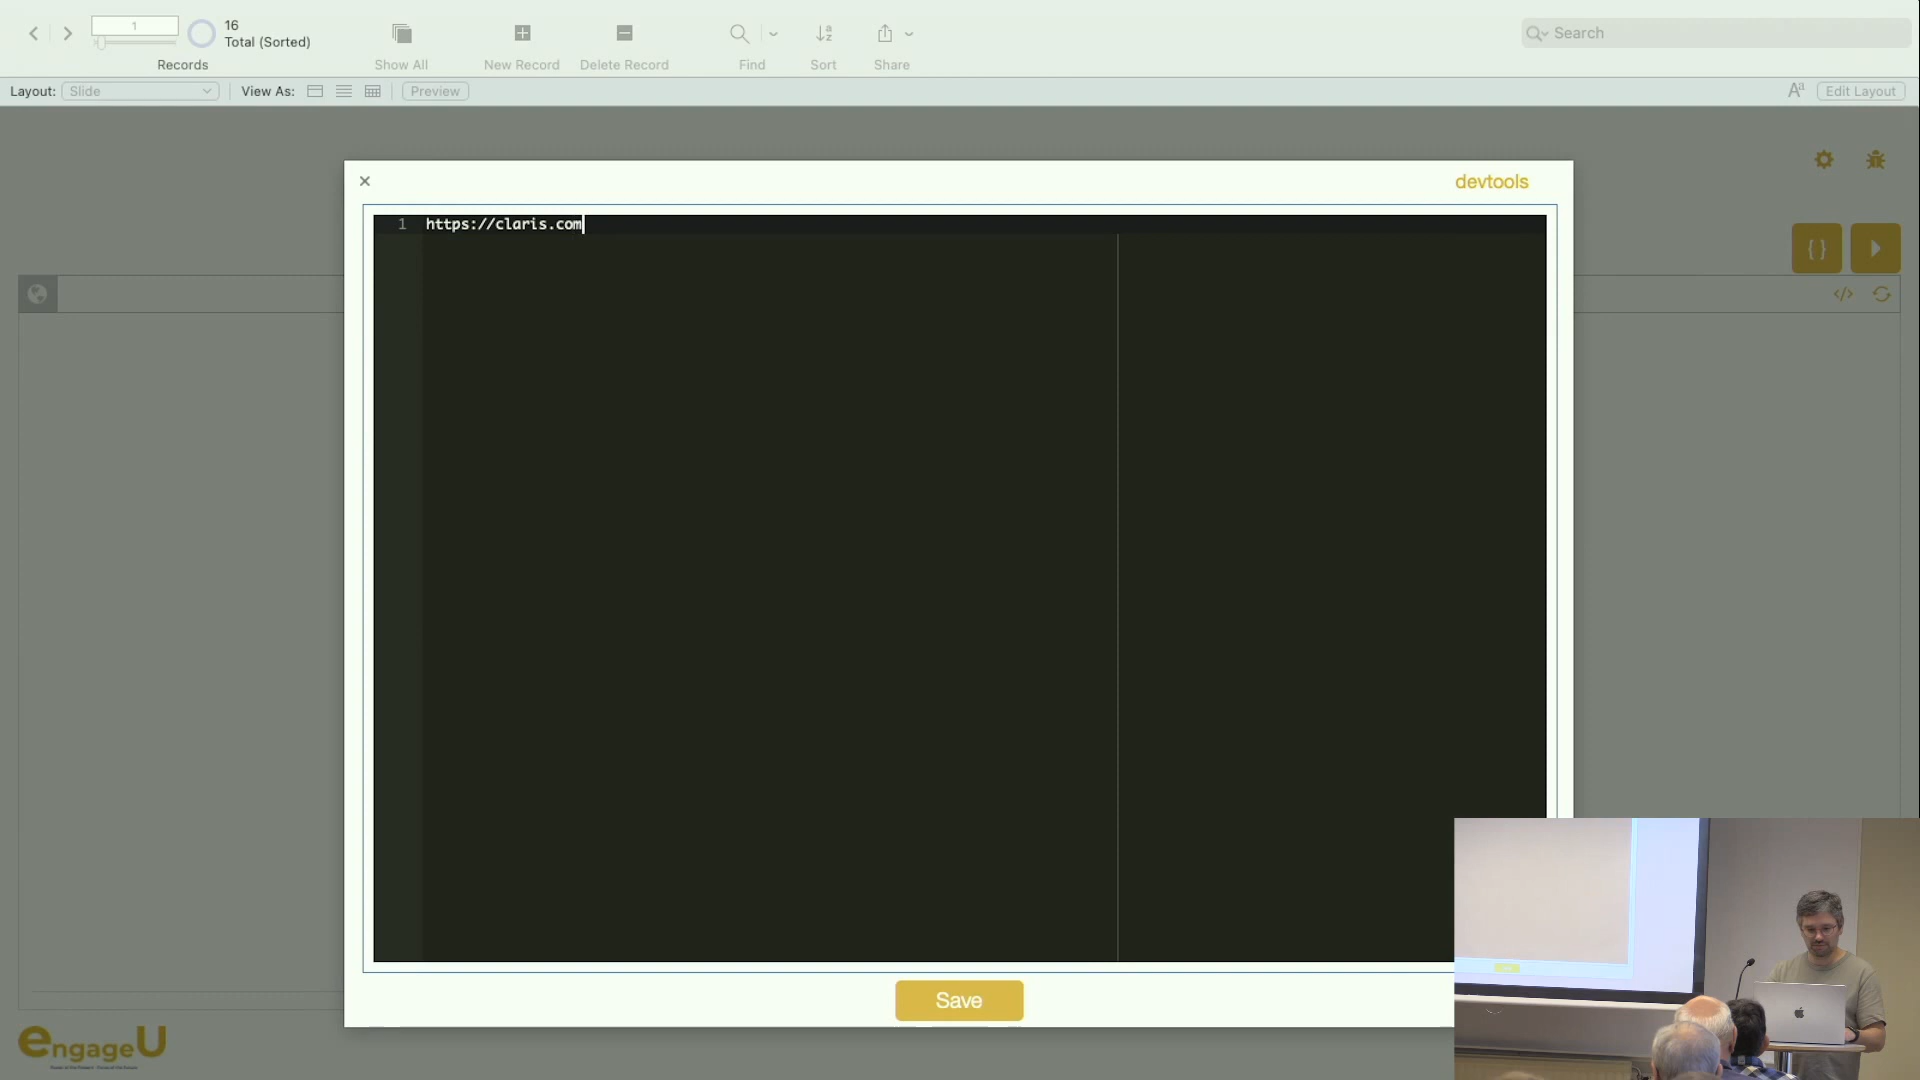 1
16
Total (Sorted)
Records
Show All
New Record
Delete Record
Find
Sort
Share
Search
Layout:
Slide
View As:
Preview
Aa
Edit Layout
×
devtools
{ }
</>
1
https://claris.com
Save
engageU